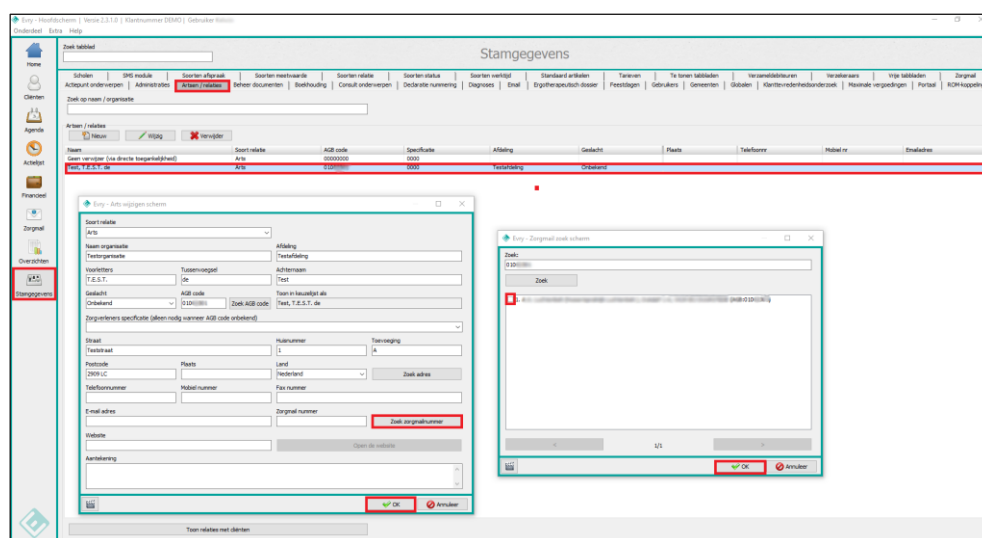 Evry - Hoofdscherm | Versie 2.3.1.0 | Klantnummer DEMO | Gebruiker
Onderdeel Extra Help
Home
Cliënten
Agenda
Actielijst
Financieel
Zorgmail
Overzichten
Stamgegevens
Zoek tabblad
Stamgegevens
Scholen | SMS module | Soorten afspraak | Soorten meetwaarde | Soorten relatie | Soorten status | Soorten werktijd | Standaard artikelen | Tarieven | Te tonen tabbladen | Verzameldebiteuren | Verzekeraars | Vrije tabbladen | Zorgmail
Actiepunt onderwerpen | Administraties | Artsen / relaties | Beheer documenten | Boekhouding | Consult onderwerpen | Declaratie nummering | Diagnoses | Email | Ergotherapeutisch dossier | Feestdagen | Gebruikers | Gemeenten | Globalen | Klanttevredenheidsonderzoek | Maximale vergoedingen | Portaal | ROM-koppeling
Zoek op naam / organisatie
Artsen / relaties
Nieuw Wijzig Verwijder
Naam Soort relatie AGB code Specificatie Afdeling Geslacht Plaats Telefoonnr Mobiel nr Emailadres
Geen verwijzer (via directe toegankelijkheid) Arts 00000000 0000
Test, T.E.S.T. de Arts 010 0000 Testafdeling Onbekend
Evry - Arts wijzigen scherm
Soort relatie
Arts
Naam organisatie Afdeling
Testorganisatie Testafdeling
Voorletters Tussenvoegsel Achternaam
T.E.S.T. de Test
Geslacht AGB code Toon in keuzelijst als
Onbekend 010 Zoek AGB code Test, T.E.S.T. de
Zorgverleners specificatie (alleen nodig wanneer AGB code onbekend)
Straat Huisnummer Toevoeging
Teststraat 1 A
Postcode Plaats Land
2909 LC Nederland Zoek adres
Telefoonnummer Mobiel nummer Fax nummer
E-mail adres Zorgmail nummer
Zoek zorgmailnummer
Website
Open de website
Aantekening
OK Annuleer
Toon relaties met cliënten
Evry - Zorgmail zoek scherm
Zoek:
010
Zoek
1.
(AGB:010
< 1/1 >
OK Annuleer